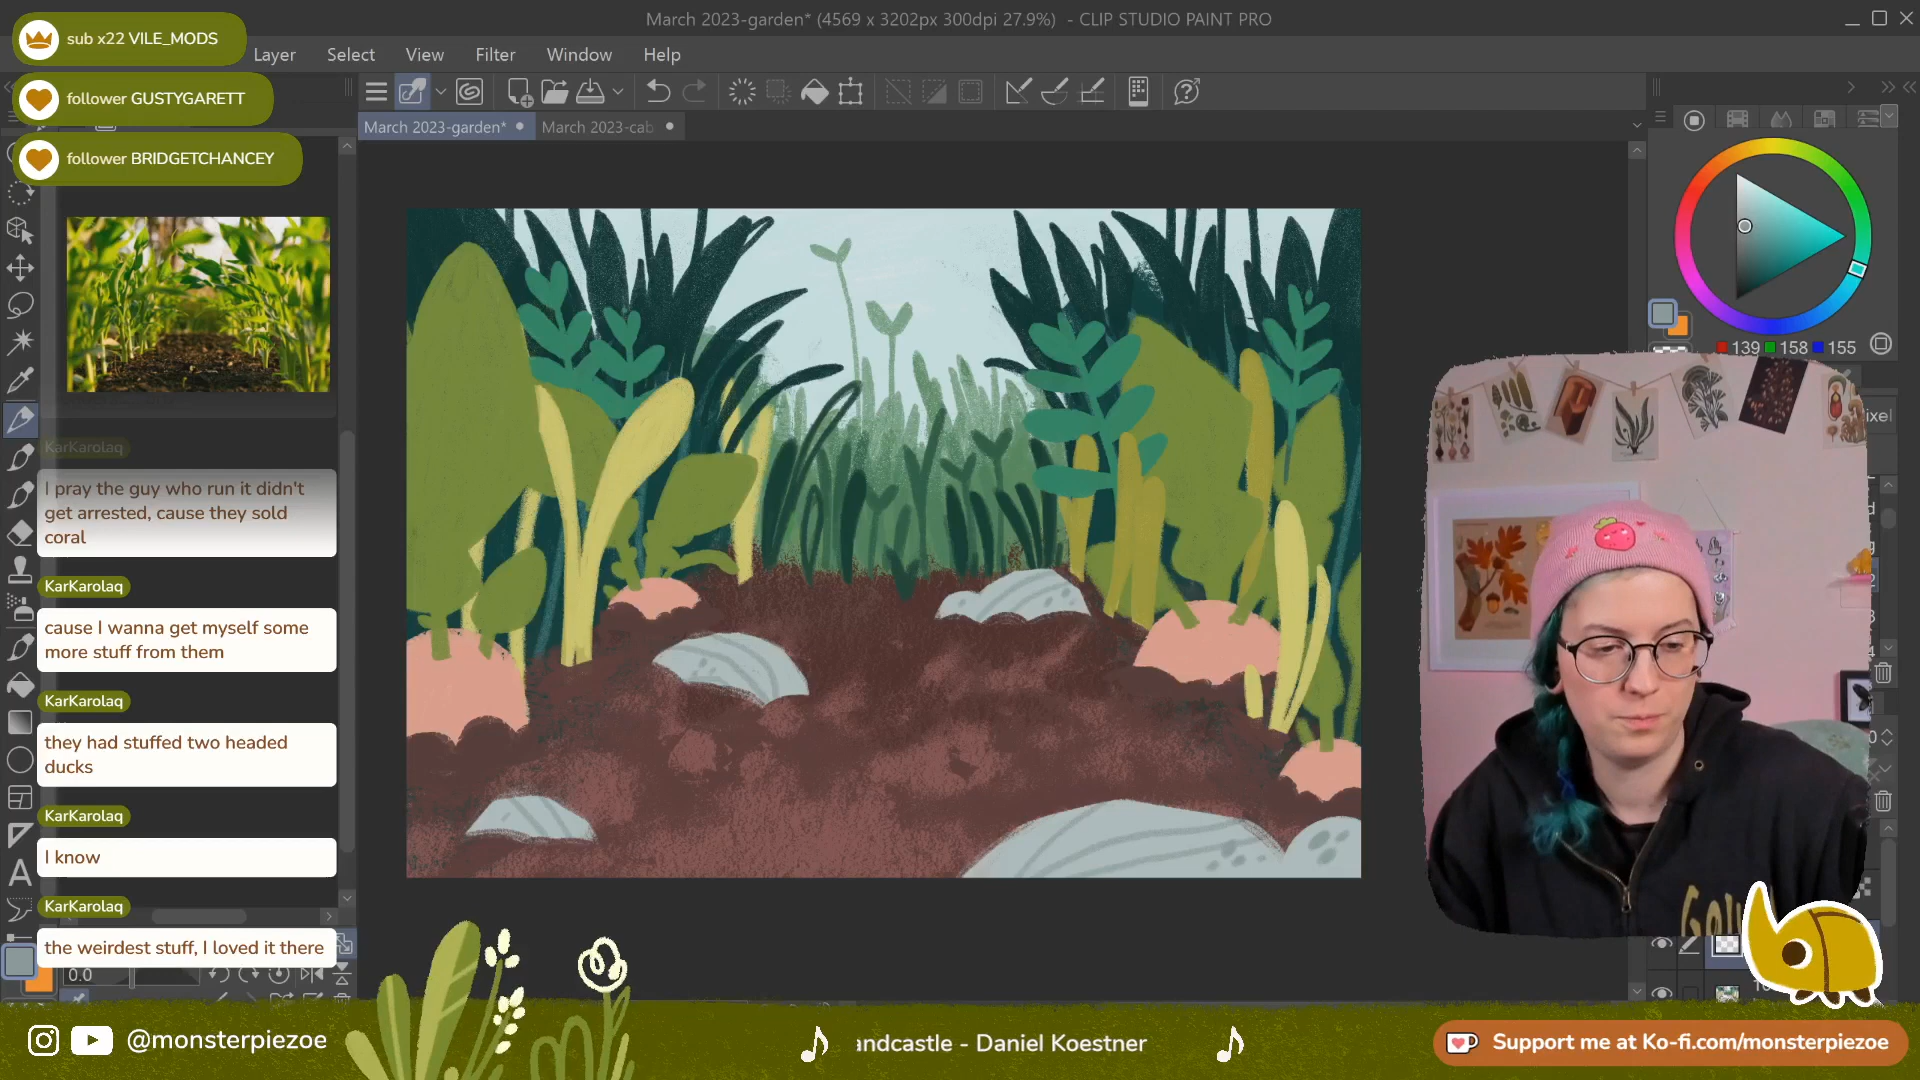 March 2023-garden* (4569 x 3202px 300dpi 27.9%) - CLIP STUDIO PAINT PRO
sub x22 VILE_MODS
Layer Select View Filter Window Help
follower GUSTYGARETT
March 2023-garden* March 2023-cab
follower BRIDGETCHANCEY
139 158 155
ixel
KarKarolaq
I pray the guy who run it didn't
get arrested, cause they sold
coral
KarKarolaq
cause I wanna get myself some
more stuff from them
KarKarolaq
they had stuffed two headed
ducks
KarKarolaq
I know
KarKarolaq
the weirdest stuff, I loved it there
0.0
@monsterpiezoe
andcastle - Daniel Koestner
Support me at Ko-fi.com/monsterpiezoe